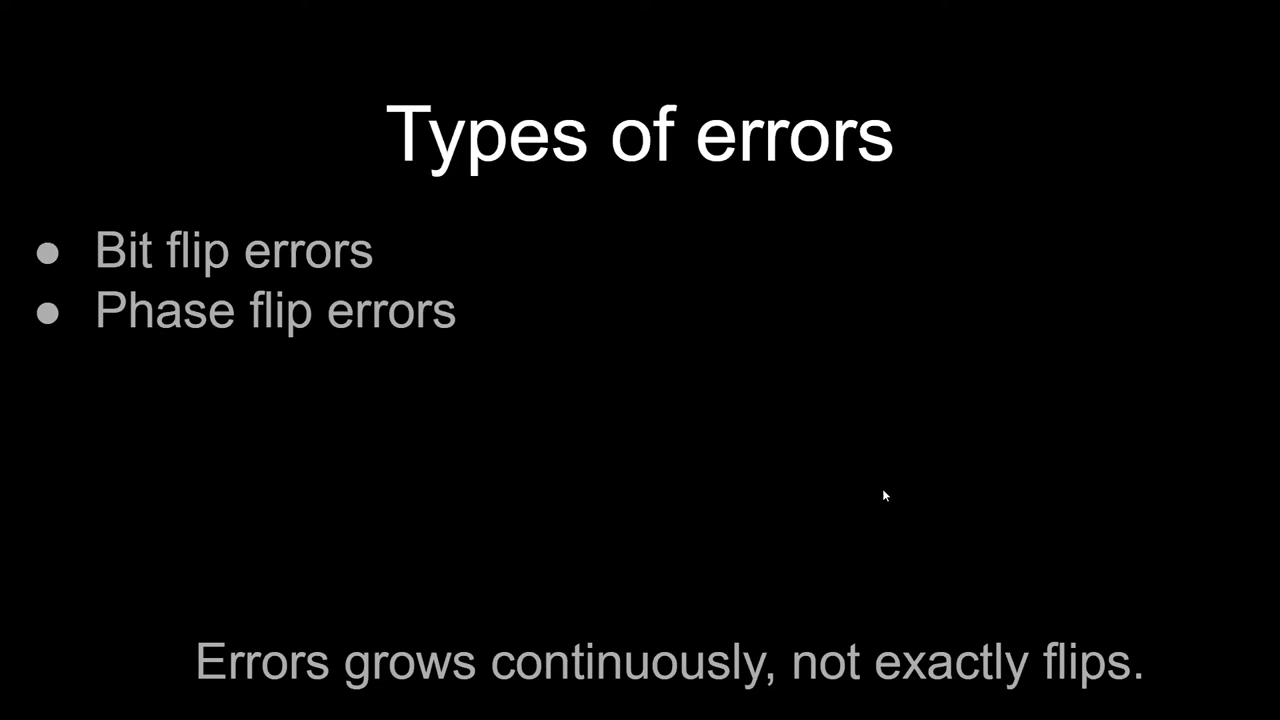 Types of errors
● Bit flip errors
● Phase flip errors
Errors grows continuously, not exactly flips.